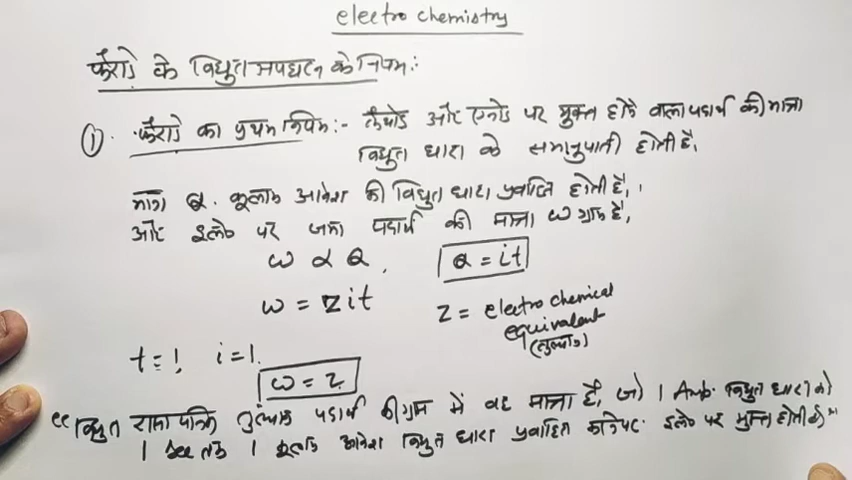 electro chemistry
फैराडे के विद्युत अपघटन के नियम :
① फैराडे का प्रथम नियम :- कैथोड और एनोड पर मुक्त होने वाला पदार्थ की मात्रा
विद्युत धारा के समानुपाती होती है,
माना Q. कूलाम आवेश की विद्युत धारा प्रवाहित होती है,
और इलेo पर जमा पदार्थ की मात्रा W ग्राम है,
ω ∝ Q, Q = it
ω = Zit Z = electro chemical
equivalent
(तुल्यांक)
t = 1, i = 1
ω = Z
"विद्युत रासायनिक तुल्यांक पदार्थ की ग्राम में वह मात्रा है, जो 1 Amp. विद्युत धारा को
1 sec तक 1 कूलाम आवेश विद्युत धारा प्रवाहित करने पर इलेo पर मुक्त होती है"